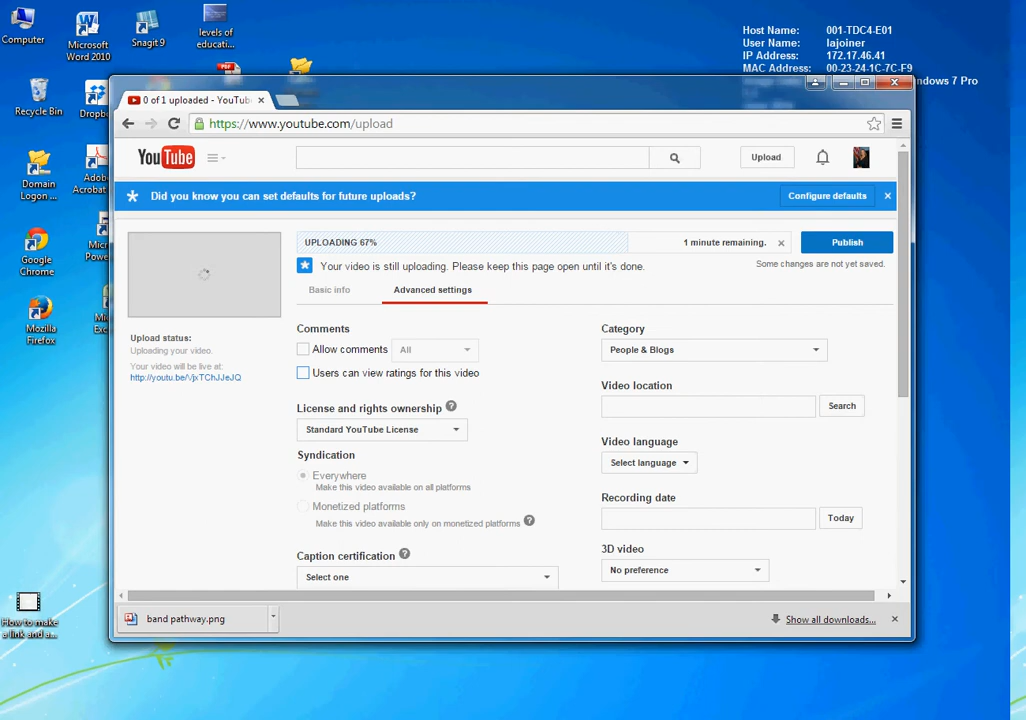 Computer
Microsoft
Word 2010
Snagit 9
levels of
educati...
Host Name: 001-TDC4-E01
User Name: lajoiner
IP Address: 172.17.46.41
MAC Address: 00-23-24-1C-7C-F9
ndows 7 Pro
Recycle Bin
Dropb
Domain
Logon ...
Adob
Acrobat
Google
Chrome
Micr
Powe
Mozilla
Firefox
Mic
Exc
How to make
a link and a...
0 of 1 uploaded - YouTub
https://www.youtube.com/upload
YouTube
Upload
Did you know you can set defaults for future uploads?
Configure defaults
UPLOADING 67%
1 minute remaining.
Publish
Your video is still uploading. Please keep this page open until it's done.
Some changes are not yet saved.
Basic info
Advanced settings
Upload status:
Uploading your video.
Your video will be live at:
Comments
Allow comments
All
Users can view ratings for this video
License and rights ownership
Standard YouTube License
Syndication
Everywhere
Make this video available on all platforms
Monetized platforms
Make this video available only on monetized platforms
Caption certification
Select one
Category
People & Blogs
Video location
Search
Video language
Select language
Recording date
Today
3D video
No preference
band pathway.png
Show all downloads...